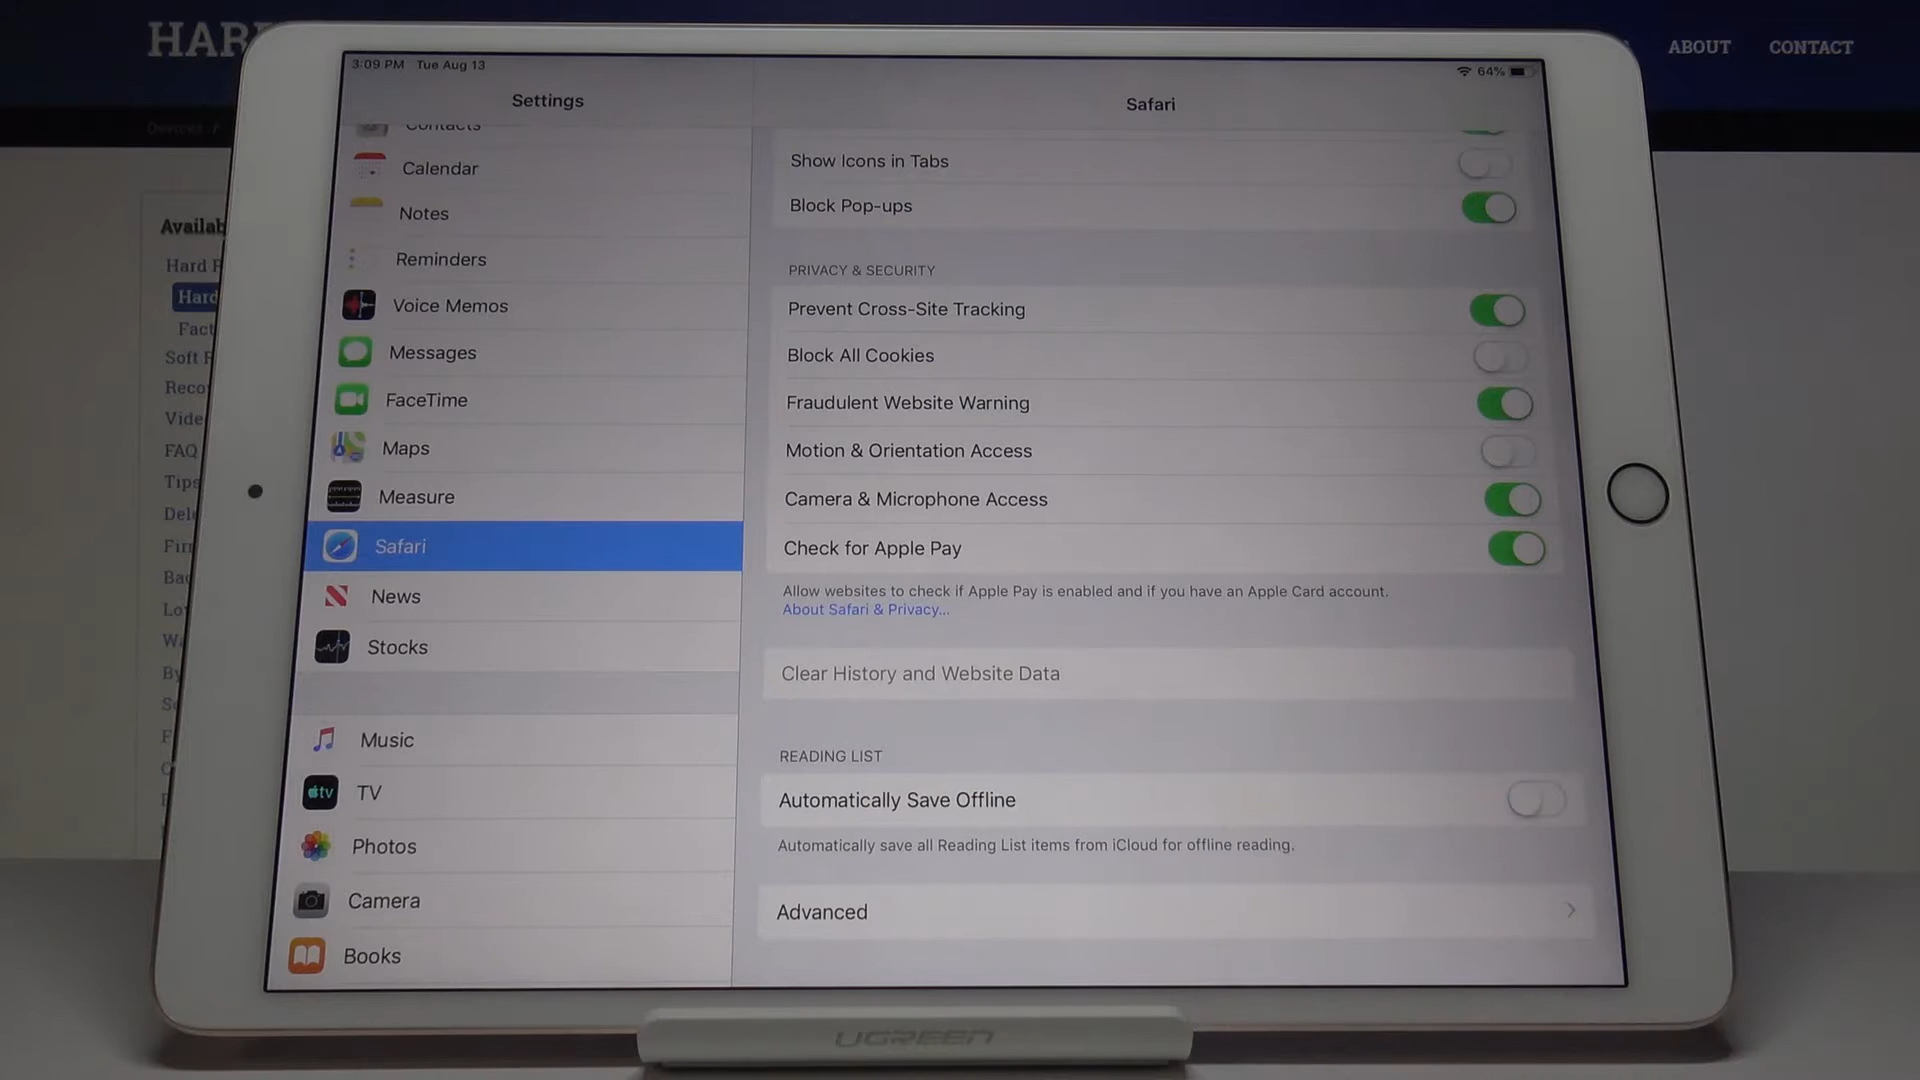 ABOUT CONTACT
Devices /
3:09 PM Tue Aug 13
64%
Settings
Contacts
Calendar
Notes
Reminders
Voice Memos
Messages
FaceTime
Maps
Measure
Safari
News
Stocks
Music
TV
Photos
Camera
Books
Safari
Show Icons in Tabs
Block Pop-ups
PRIVACY & SECURITY
Prevent Cross-Site Tracking
Block All Cookies
Fraudulent Website Warning
Motion & Orientation Access
Camera & Microphone Access
Check for Apple Pay
Allow websites to check if Apple Pay is enabled and if you have an Apple Card account.
About Safari & Privacy...
Clear History and Website Data
READING LIST
Automatically Save Offline
Automatically save all Reading List items from iCloud for offline reading.
Advanced
tv
Hard
Hard
Soft
FAQ
Tips
UGREEN